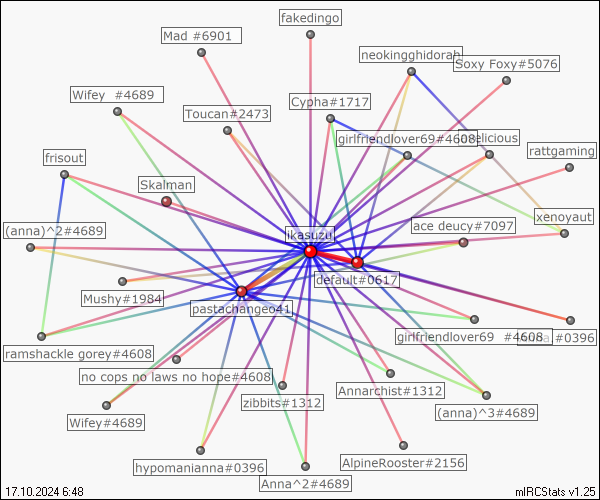 fakedingo
Mad #6901
neokingghidorah
Soxy Foxy#5076
Wifey  #4689
Cypha#1717
Toucan#2473
girlfriendlover69#4608
elicious
rattgaming
frisout
Skalman
xenoyaut
ace deucy#7097
(anna)^2#4689
ikasuzu
default#0617
Mushy#1984
pastachange041
girlfriendlover69  #4608
#0396
ramshackle gorey#4608
no cops no laws no hope#4608
Annarchist#1312
zibbits#1312
(anna)^3#4689
Wifey#4689
AlpineRooster#2156
hypomanianna#0396
Anna^2#4689
17.10.2024 6:48
mIRCStats v1.25